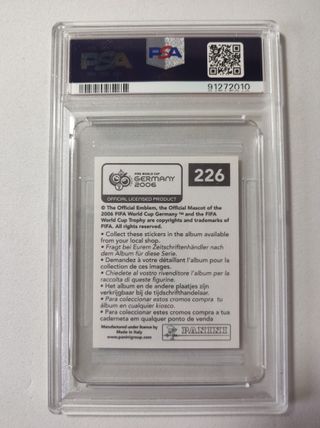 PSA
PSA
91272010
FIFA WORLD CUP
GERMANY
2006
226
OFFICIAL LICENSED PRODUCT
© The Official Emblem, the Official Mascot of the
2006 FIFA World Cup Germany ™ and the FIFA
World Cup Trophy are copyrights and trademarks of
FIFA. All rights reserved.
• Collect these stickers in the album available
from your local shop.
• Fragt bei Eurem Zeitschriftenhändler nach
dem Album für diese Serie.
• Demandez à votre détaillant l'album pour la
collection de ces images.
• Chiedete al vostro rivenditore l'album per la
raccolta di queste figurine.
• Het album en de andere plaatjes zijn
verkrijgbaar bij de tijdschrifthandelaar.
• Para coleccionar estos cromos compra tu
álbum en cualquier kiosco.
• Para coleccionar estos cromos compra a tua
caderneta em qualquer ponto de venda
Manufactured under licence by
Made in Italy
www.paninigroup.com
PANINI